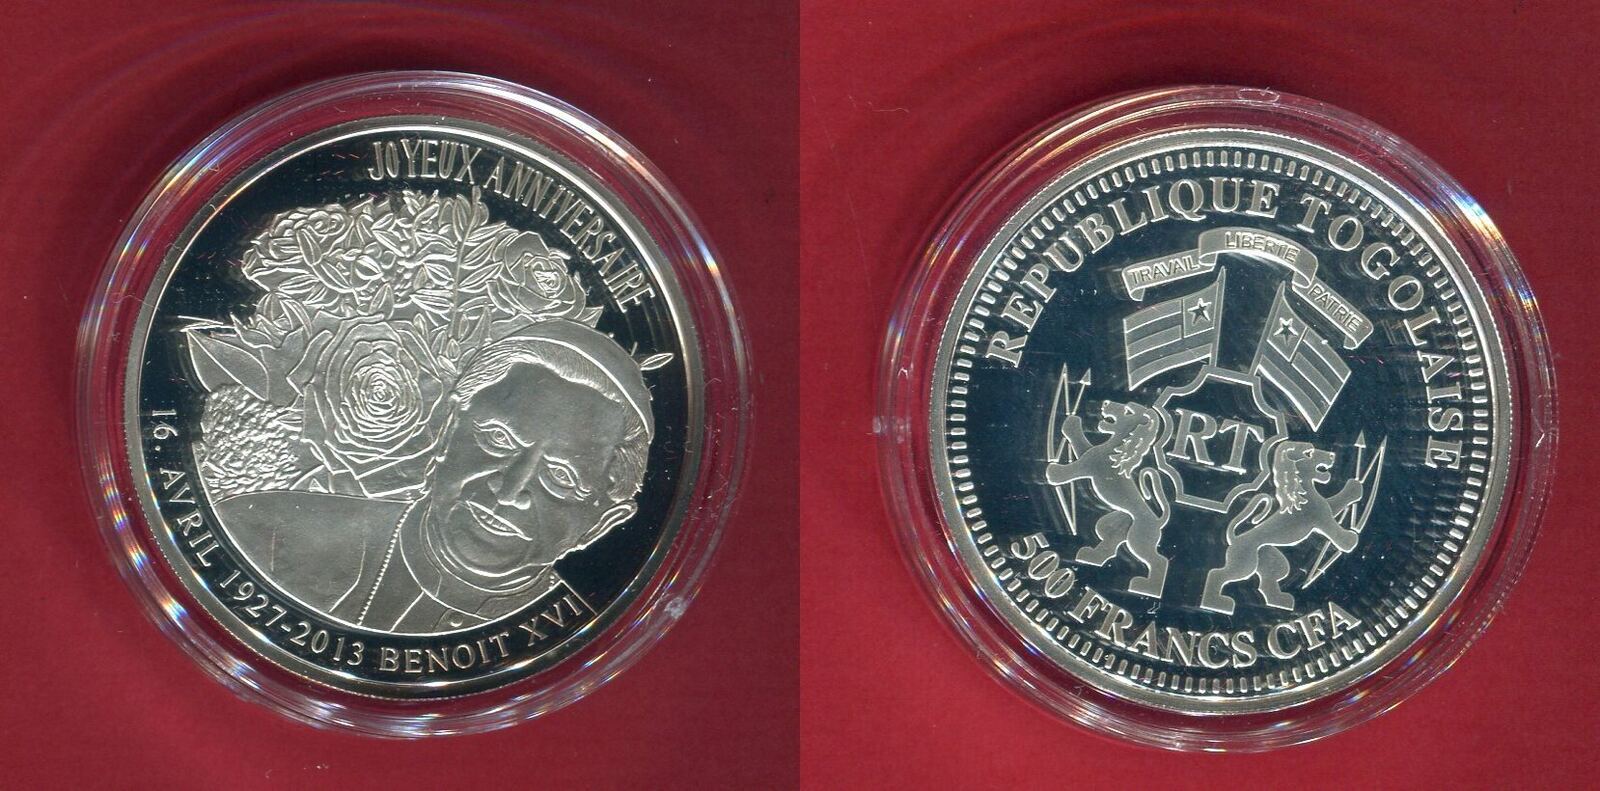 JOYEUX ANNIVERSAIRE
16. AVRIL 1927-2013 BENOIT XVI
REPUBLIQUE TOGOLAISE
TRAVAIL LIBERTE PATRIE
RT
500 FRANCS CFA